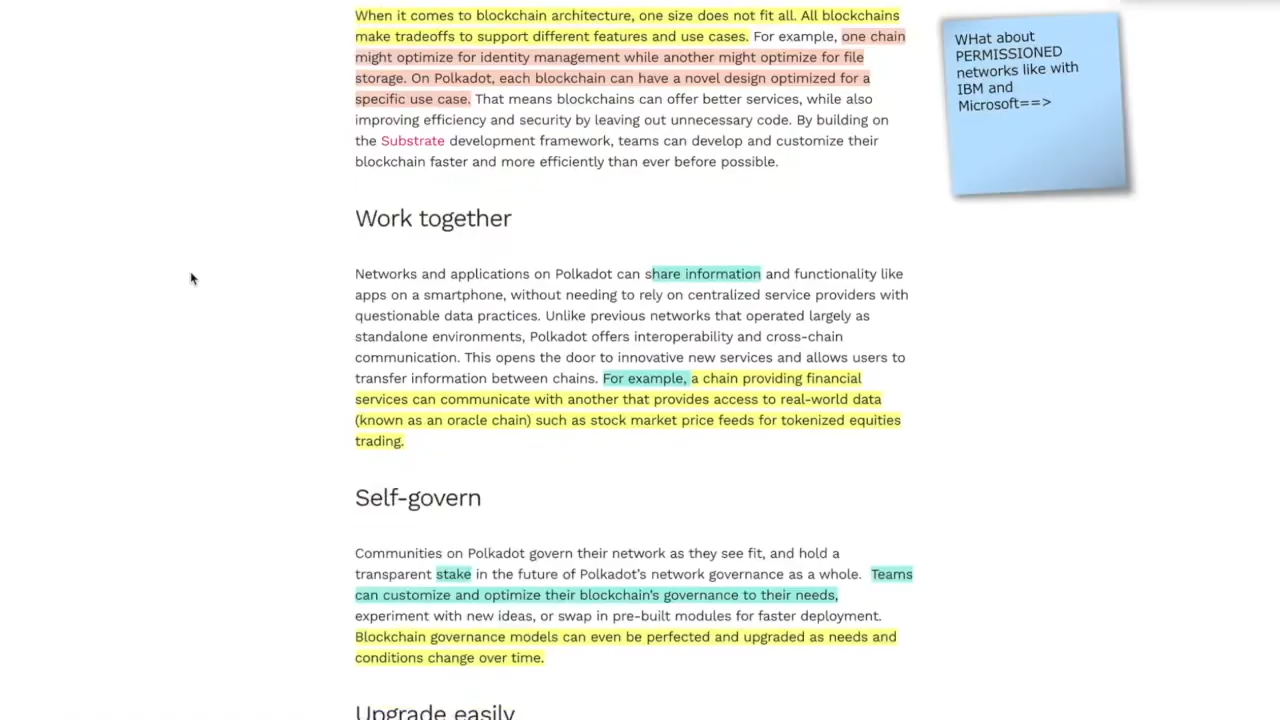 When it comes to blockchain architecture, one size does not fit all. All blockchains
make tradeoffs to support different features and use cases. For example, one chain
might optimize for identity management while another might optimize for file
storage. On Polkadot, each blockchain can have a novel design optimized for a
specific use case. That means blockchains can offer better services, while also
improving efficiency and security by leaving out unnecessary code. By building on
the Substrate development framework, teams can develop and customize their
blockchain faster and more efficiently than ever before possible.
WHat about
PERMISSIONED
networks like with
IBM and
Microsoft==>
Work together
Networks and applications on Polkadot can share information and functionality like
apps on a smartphone, without needing to rely on centralized service providers with
questionable data practices. Unlike previous networks that operated largely as
standalone environments, Polkadot offers interoperability and cross-chain
communication. This opens the door to innovative new services and allows users to
transfer information between chains. For example, a chain providing financial
services can communicate with another that provides access to real-world data
(known as an oracle chain) such as stock market price feeds for tokenized equities
trading.
Self-govern
Communities on Polkadot govern their network as they see fit, and hold a
transparent stake in the future of Polkadot's network governance as a whole. Teams
can customize and optimize their blockchain's governance to their needs,
experiment with new ideas, or swap in pre-built modules for faster deployment.
Blockchain governance models can even be perfected and upgraded as needs and
conditions change over time.
Upgrade easily